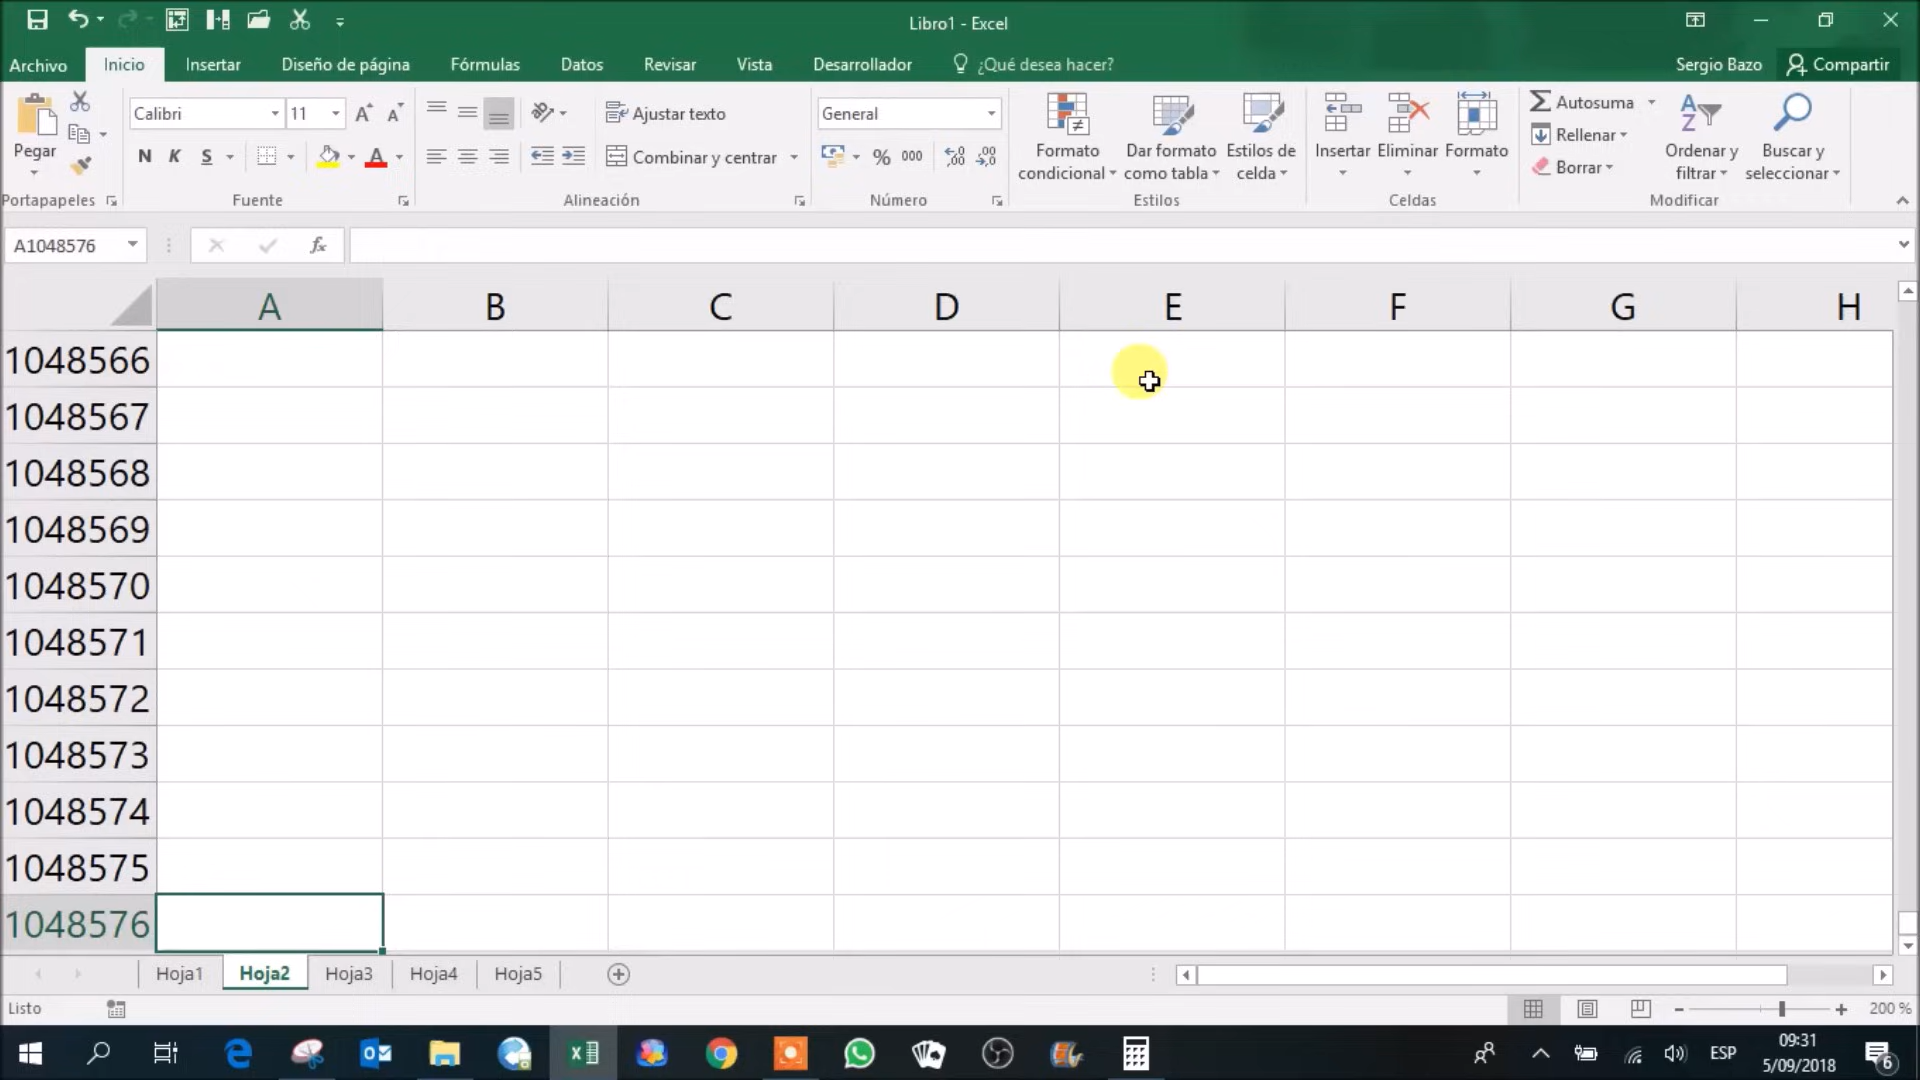 Libro1 - Excel
Archivo Inicio Insertar Diseño de página Fórmulas Datos Revisar Vista Desarrollador ¿Qué desea hacer? Sergio Bazo Compartir
Pegar
Portapapeles
Calibri 11
N K S
Fuente
Ajustar texto
Combinar y centrar
Alineación
General
% 000
Número
Formato condicional
Dar formato como tabla
Estilos de celda
Estilos
Insertar Eliminar Formato
Celdas
Autosuma
Rellenar
Borrar
Ordenar y filtrar
Buscar y seleccionar
Modificar
A1048576 fx
A B C D E F G H
1048566
1048567
1048568
1048569
1048570
1048571
1048572
1048573
1048574
1048575
1048576
Hoja1 Hoja2 Hoja3 Hoja4 Hoja5
Listo 200 %
ESP 09:31
5/09/2018 6